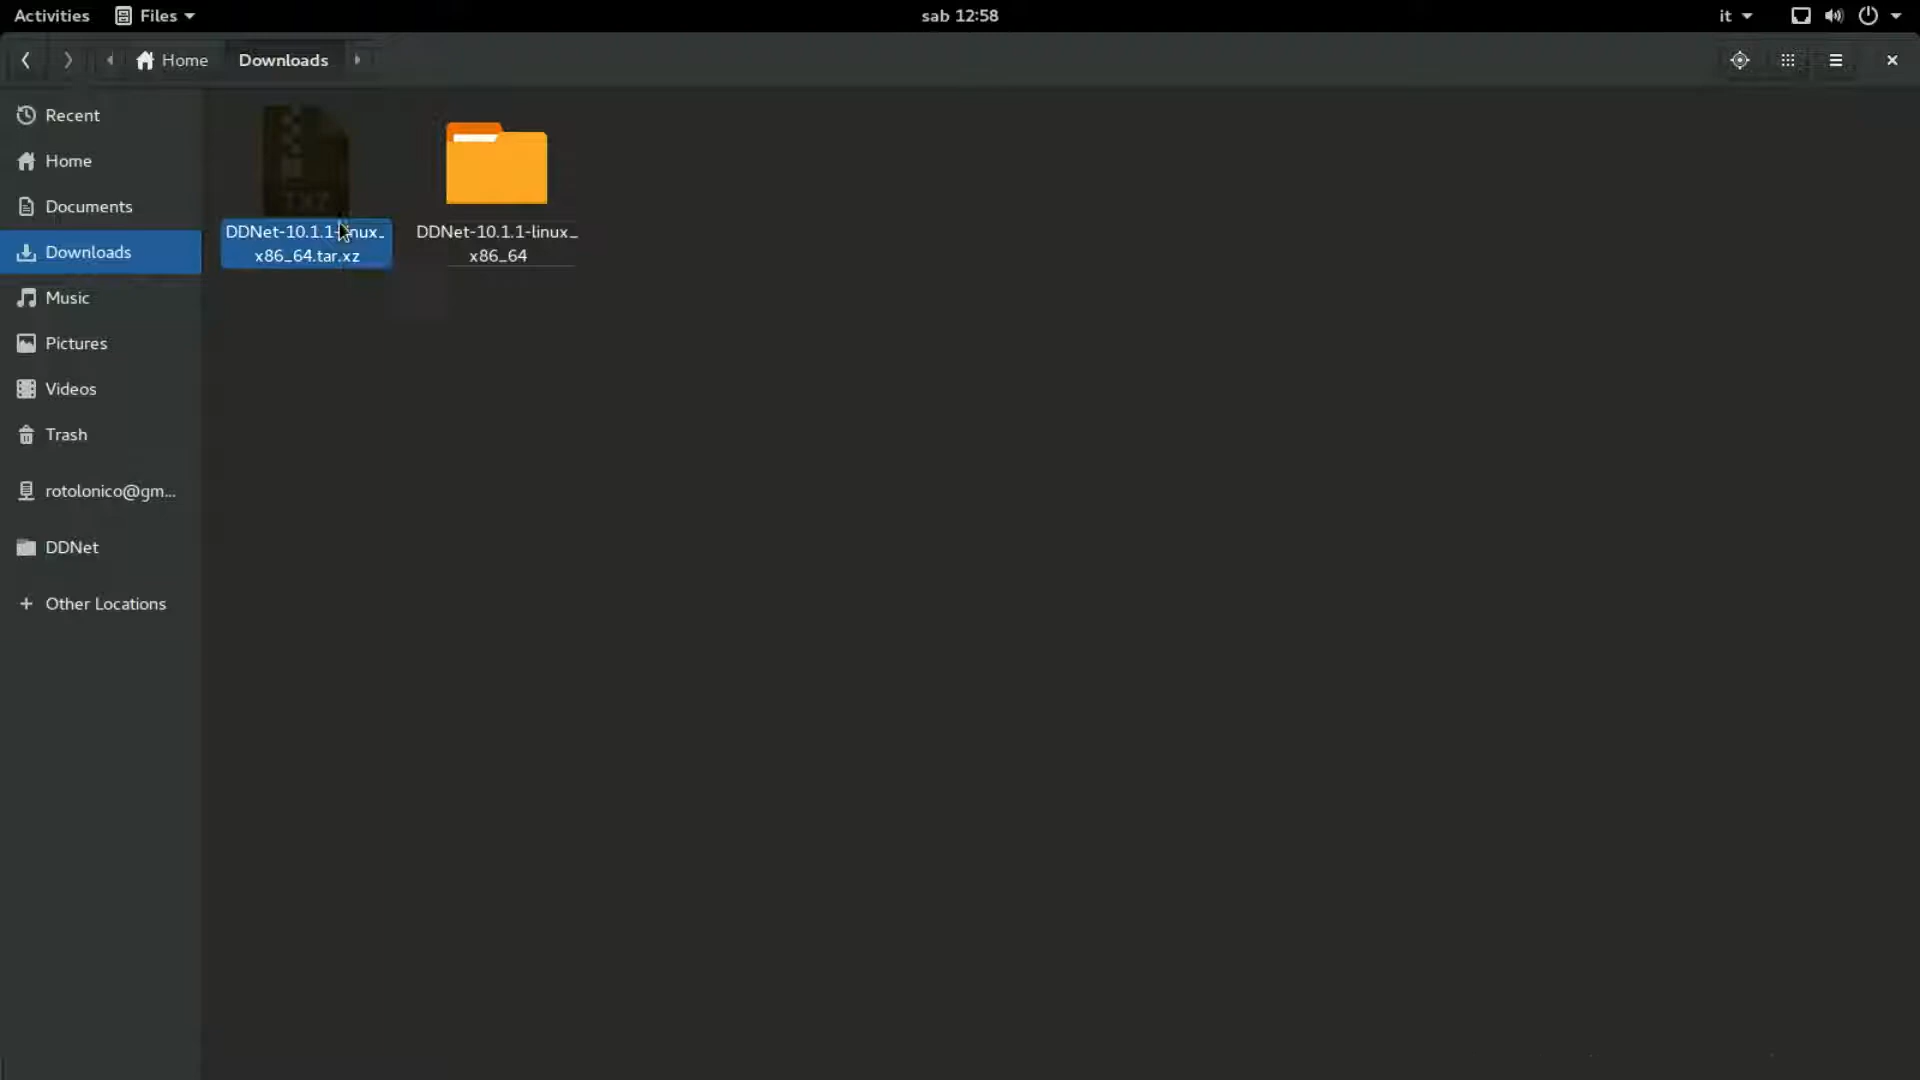 Activities
Files
sab 12:58
it
Home
Downloads
Recent
Home
Documents
Downloads
Music
Pictures
Videos
Trash
rotolonico@gm...
DDNet
Other Locations
TXZ
DDNet-10.1.1-linux_
x86_64.tar.xz
DDNet-10.1.1-linux_
x86_64